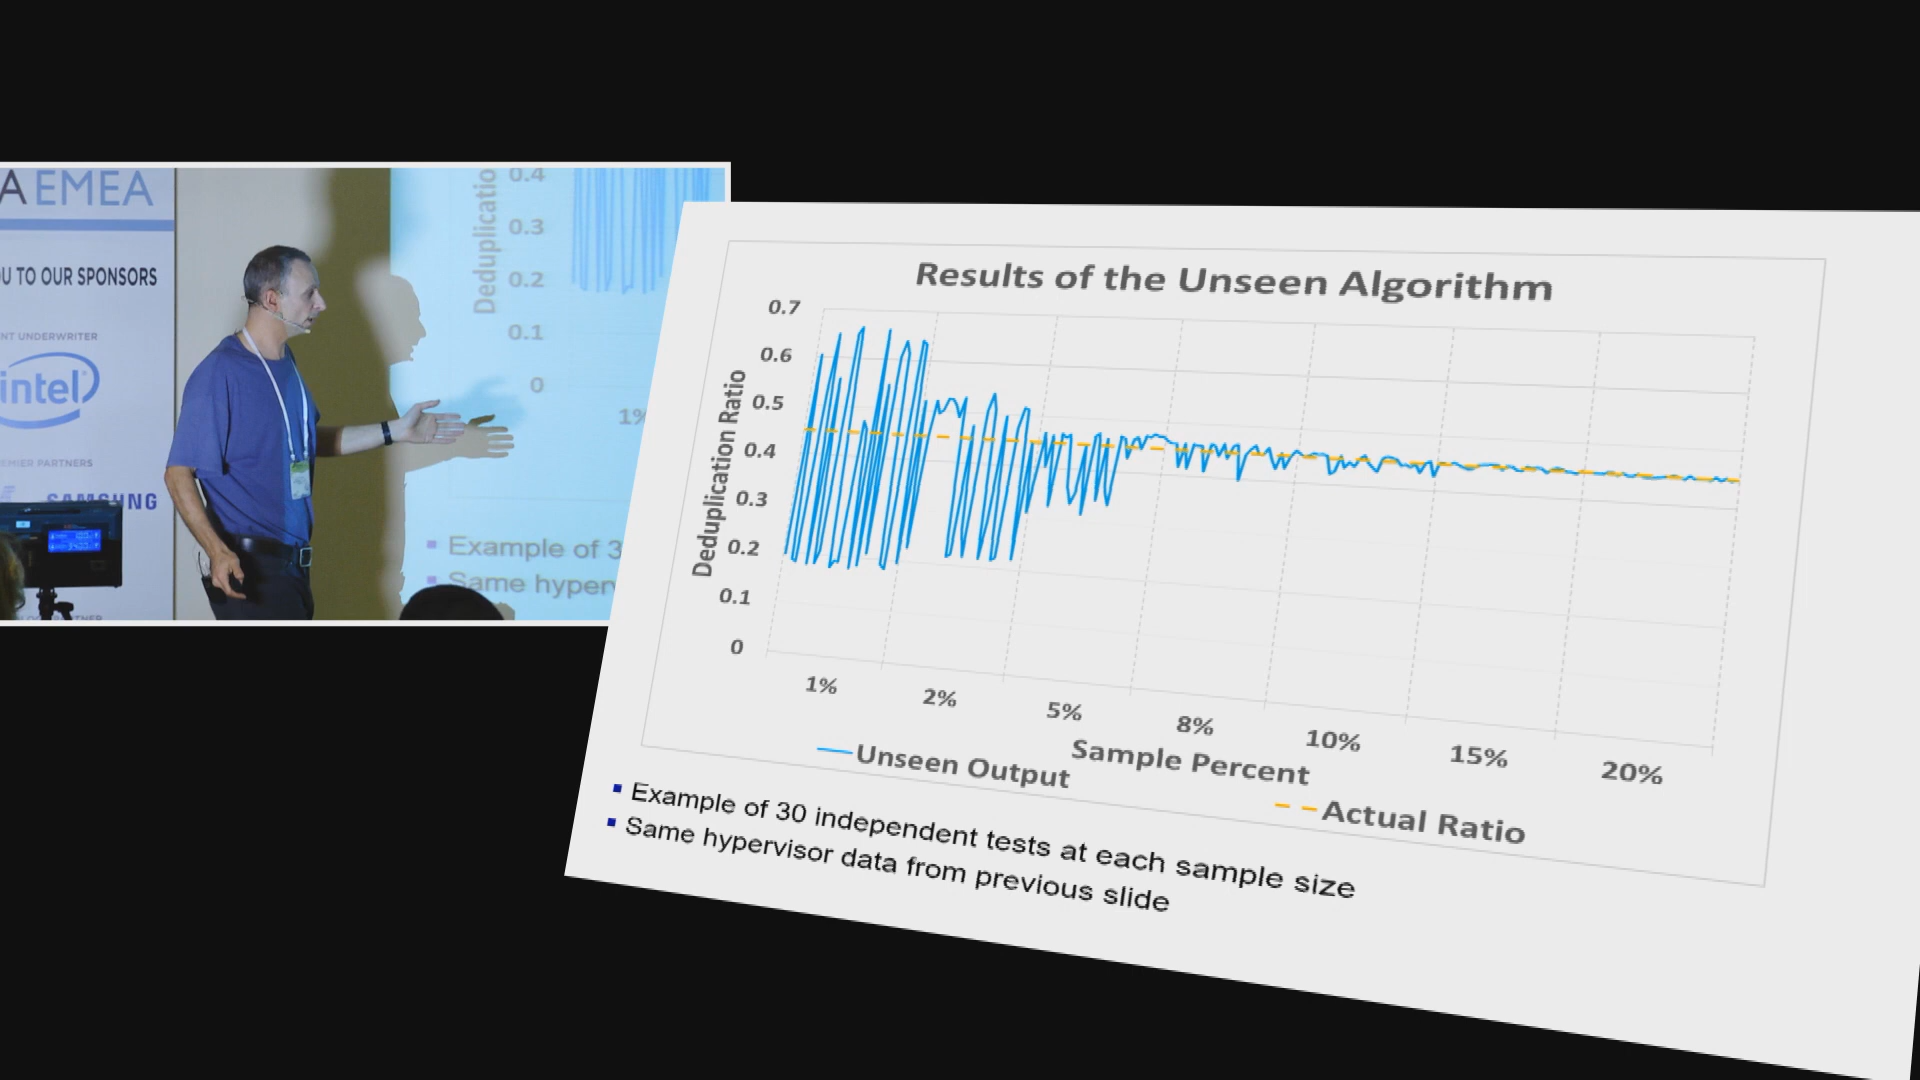 A EMEA
U TO OUR SPONSORS
NT UNDERWRITER
intel
EMIER PARTNERS
SAMSUNG
Deduplicatio
0.4
0.3
0.2
0.1
0
1%
Example of 3
Same hyperv
Results of the Unseen Algorithm
Deduplication Ratio
0.7
0.6
0.5
0.4
0.3
0.2
0.1
0
1% 2% 5% 8% 10% 15% 20%
Sample Percent
Unseen Output
Actual Ratio
Example of 30 independent tests at each sample size
Same hypervisor data from previous slide